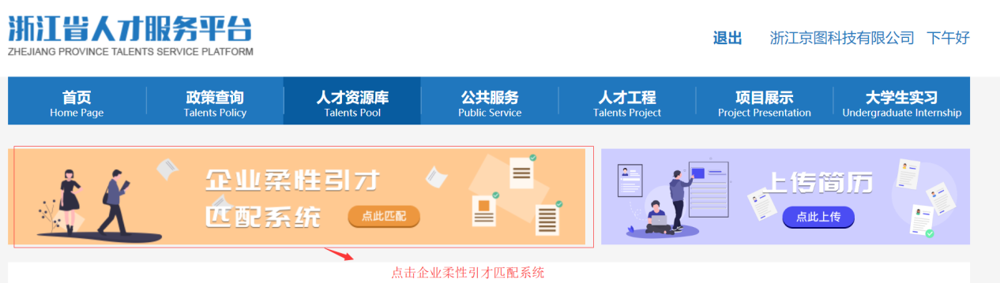 浙江省人才服务平台
ZHEJIANG PROVINCE TALENTS SERVICE PLATFORM
退出 浙江京图科技有限公司 下午好
首页 政策查询 人才资源库 公共服务 人才工程 项目展示 大学生实习
Home Page Talents Policy Talents Pool Public Service Talents Project Project Presentation Undergraduate Internship
企业柔性引才
匹配系统 点此匹配
上传简历
点此上传
点击企业柔性引才匹配系统